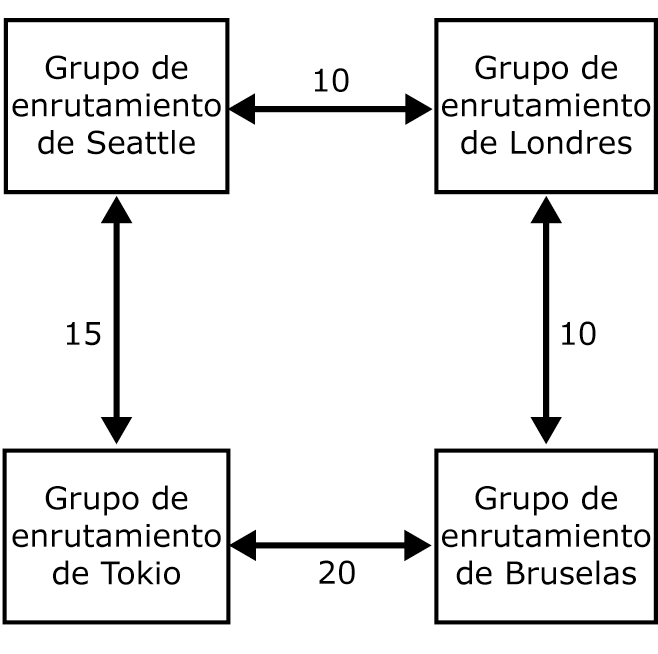 Grupo de
enrutamiento
de Seattle
10
Grupo de
enrutamiento
de Londres
15
10
Grupo de
enrutamiento
de Tokio
20
Grupo de
enrutamiento
de Bruselas